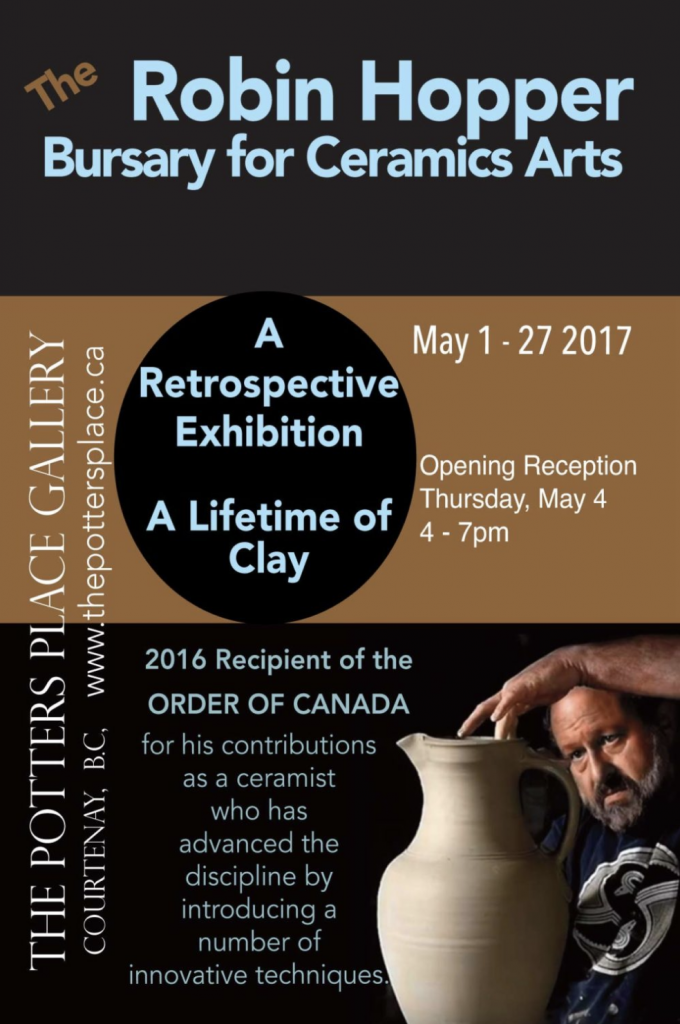 The
Robin Hopper
Bursary for Ceramics Arts
A
Retrospective
Exhibition
A Lifetime of
Clay
May 1 - 27 2017
Opening Reception
Thursday, May 4
4 - 7pm
THE POTTERS PLACE GALLERY
COURTENAY, B.C, www.thepottersplace.ca
2016 Recipient of the
ORDER OF CANADA
for his contributions
as a ceramist
who has
advanced the
discipline by
introducing a
number of
innovative techniques.